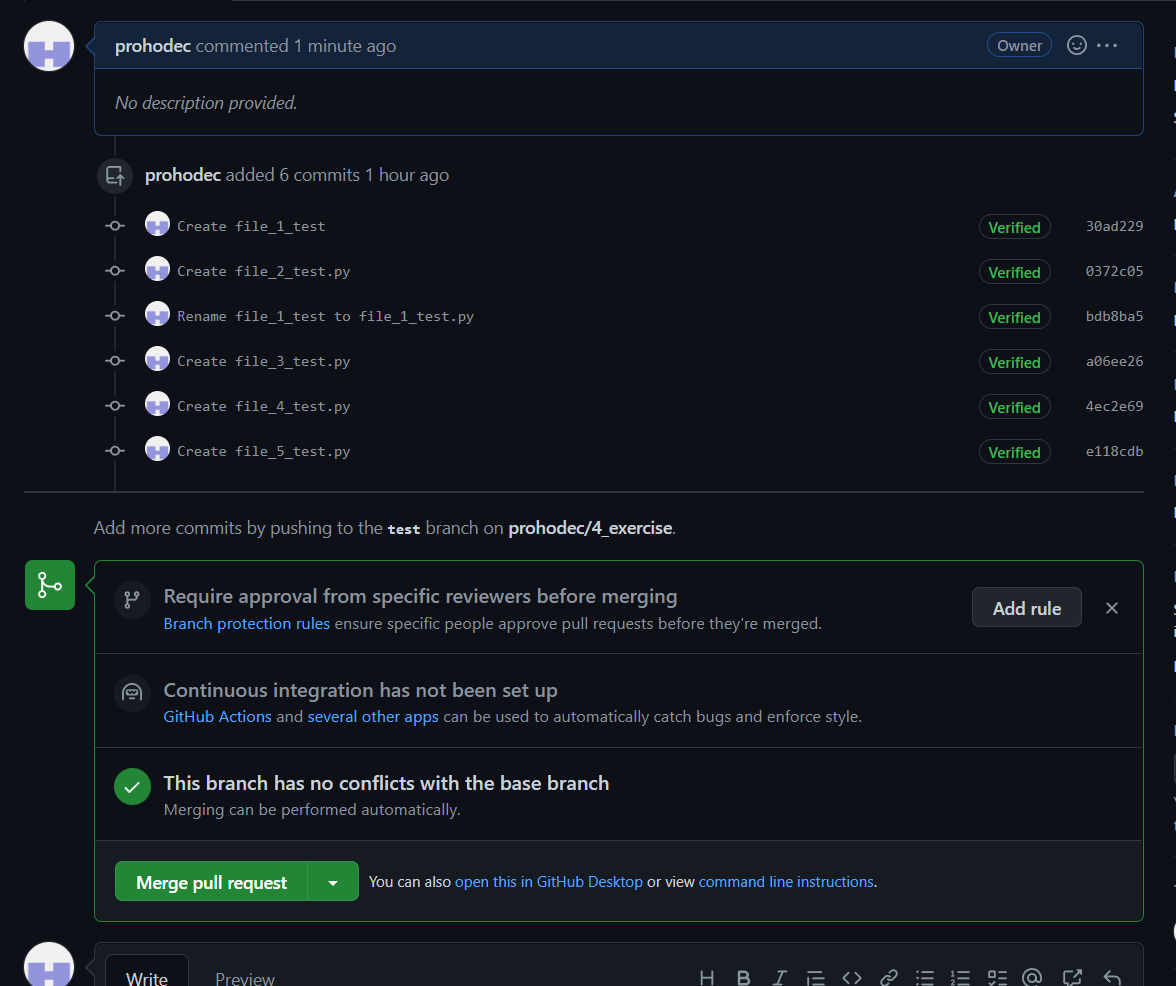 prohodec commented 1 minute ago Owner
No description provided.
prohodec added 6 commits 1 hour ago
Create file_1_test Verified 30ad229
Create file_2_test.py Verified 0372c05
Rename file_1_test to file_1_test.py Verified bdb8ba5
Create file_3_test.py Verified a06ee26
Create file_4_test.py Verified 4ec2e69
Create file_5_test.py Verified e118cdb
Add more commits by pushing to the test branch on prohodec/4_exercise.
Require approval from specific reviewers before merging
Branch protection rules ensure specific people approve pull requests before they're merged.
Add rule
Continuous integration has not been set up
GitHub Actions and several other apps can be used to automatically catch bugs and enforce style.
This branch has no conflicts with the base branch
Merging can be performed automatically.
Merge pull request You can also open this in GitHub Desktop or view command line instructions.
Write Preview